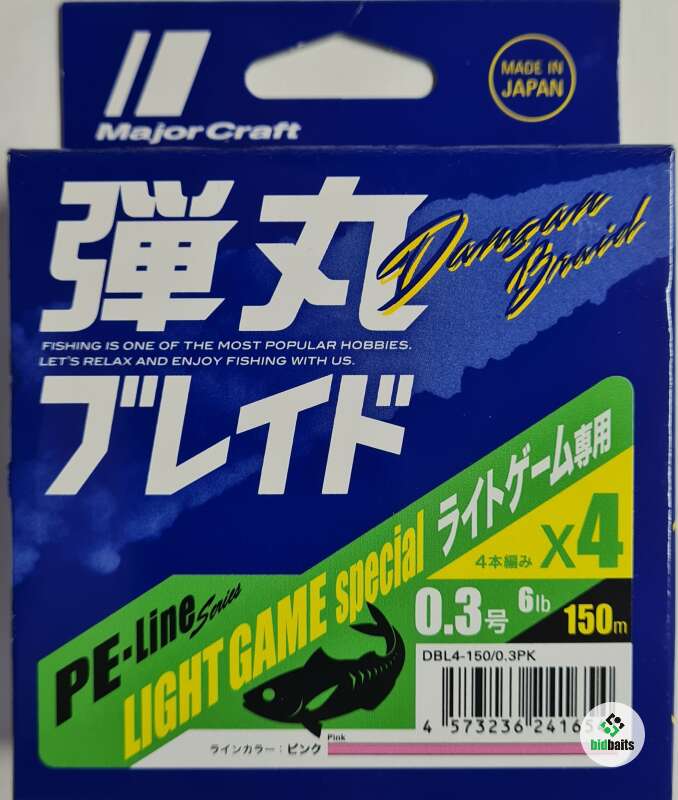 MajorCraft
MADE IN
JAPAN
弾丸
Dangan
Braid
FISHING IS ONE OF THE MOST POPULAR HOBBIES.
LET'S RELAX AND ENJOY FISHING WITH US.
ブレイド
ライトゲーム専用
4本編み X4
PE-Line Series
LIGHT GAME special
0.3号 6lb 150m
DBL4-150/0.3PK
4 573236 24165
Pink
ラインカラー：ピンク
bidbaits